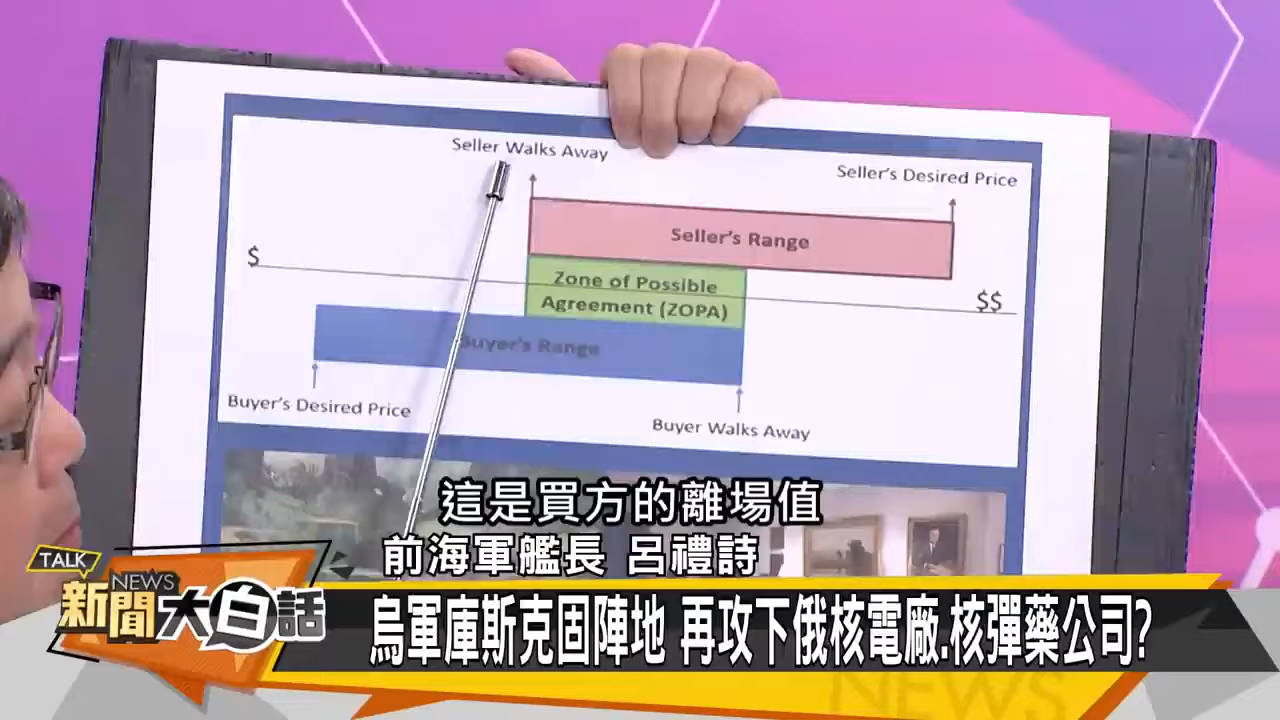 Seller Walks Away
Seller's Desired Price
Seller's Range
$
Zone of Possible
Agreement (ZOPA)
$$
Buyer's Range
Buyer's Desired Price
Buyer Walks Away
這是買方的離場值
前海軍艦長 呂禮詩
TALK
NEWS
新聞大白話
烏軍庫斯克固陣地 再攻下俄核電廠.核彈藥公司?
NEWS